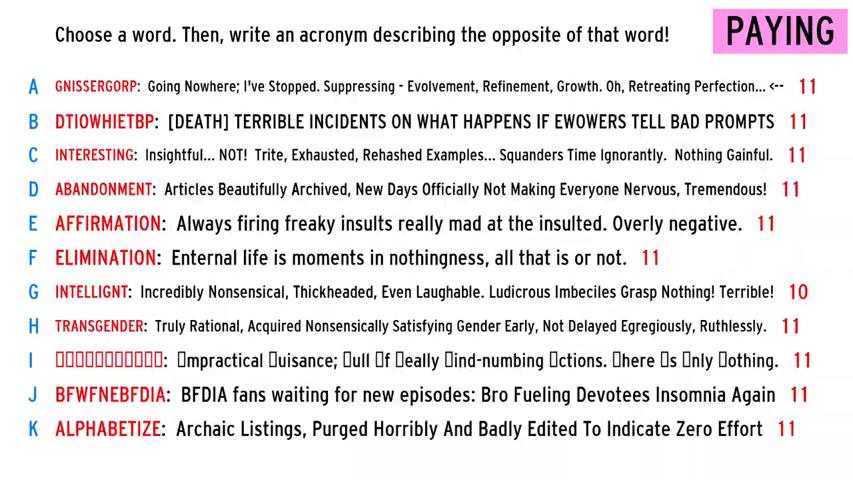 Choose a word. Then, write an acronym describing the opposite of that word!
PAYING
A GNISSERGORP: Going Nowhere; I've Stopped. Suppressing - Evolvement, Refinement, Growth. Oh, Retreating Perfection... <-- 11
B DTIOWHIETBP: [DEATH] TERRIBLE INCIDENTS ON WHAT HAPPENS IF EWOWERS TELL BAD PROMPTS 11
C INTERESTING: Insightful... NOT! Trite, Exhausted, Rehashed Examples... Squanders Time Ignorantly. Nothing Gainful. 11
D ABANDONMENT: Articles Beautifully Archived, New Days Officially Not Making Everyone Nervous, Tremendous! 11
E AFFIRMATION: Always firing freaky insults really mad at the insulted. Overly negative. 11
F ELIMINATION: Enternal life is moments in nothingness, all that is or not. 11
G INTELLIGNT: Incredibly Nonsensical, Thickheaded, Even Laughable. Ludicrous Imbeciles Grasp Nothing! Terrible! 10
H TRANSGENDER: Truly Rational, Acquired Nonsensically Satisfying Gender Early, Not Delayed Egregiously, Ruthlessly. 11
I ▯▯▯▯▯▯▯▯▯▯▯: ▯mpractical ▯uisance; ▯ull ▯f ▯eally ▯ind-numbing ▯ctions. ▯here ▯s ▯nly ▯othing. 11
J BFWFNEBFDIA: BFDIA fans waiting for new episodes: Bro Fueling Devotees Insomnia Again 11
K ALPHABETIZE: Archaic Listings, Purged Horribly And Badly Edited To Indicate Zero Effort 11